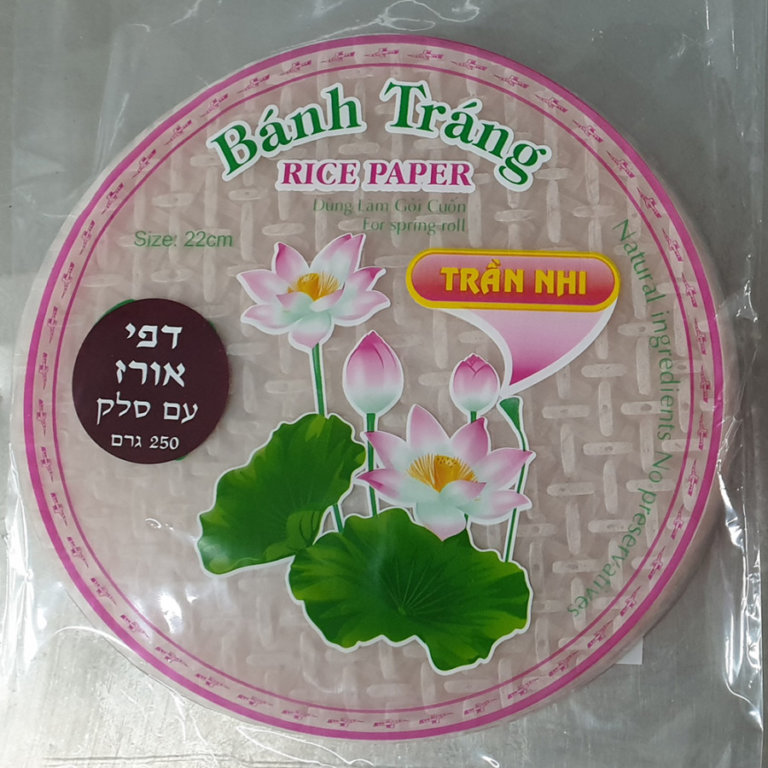 Bánh Tráng
RICE PAPER
Dùng Làm Gỏi Cuốn
For spring roll
Size: 22cm
TRẦN NHI
Natural ingredients No preservatives
דפי
אורז
עם סלק
250 גרם